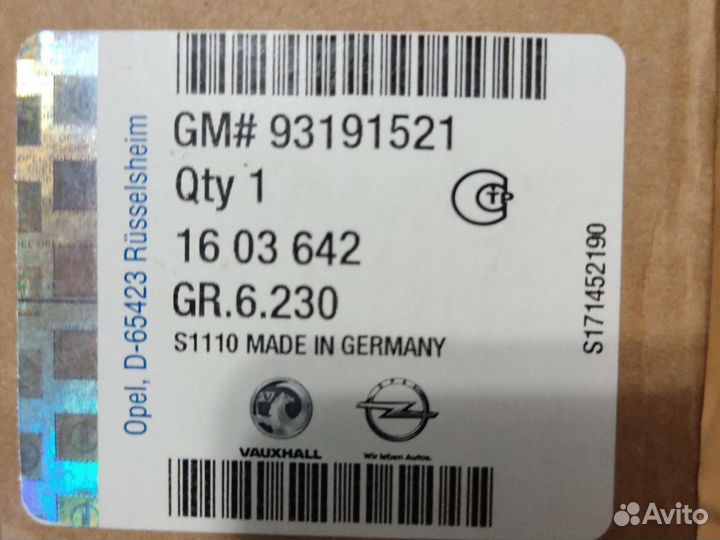 Opel, D-65423 Rüsselsheim
GM# 93191521
Qty 1
16 03 642
GR.6.230
S1110 MADE IN GERMANY
S171452190
VAUXHALL
Wir leben Autos.
Avito